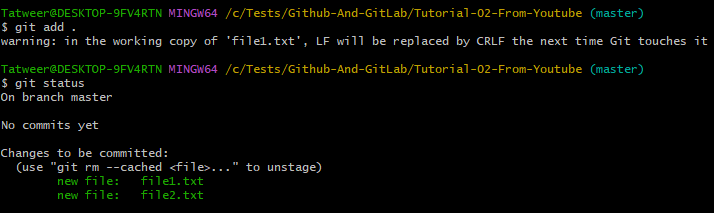 Tatweer@DESKTOP-9FV4RTN MINGW64 /c/Tests/Github-And-GitLab/Tutorial-02-From-Youtube (master)
$ git add .
warning: in the working copy of 'file1.txt', LF will be replaced by CRLF the next time Git touches it

Tatweer@DESKTOP-9FV4RTN MINGW64 /c/Tests/Github-And-GitLab/Tutorial-02-From-Youtube (master)
$ git status
On branch master

No commits yet

Changes to be committed:
  (use "git rm --cached <file>..." to unstage)
        new file:   file1.txt
        new file:   file2.txt